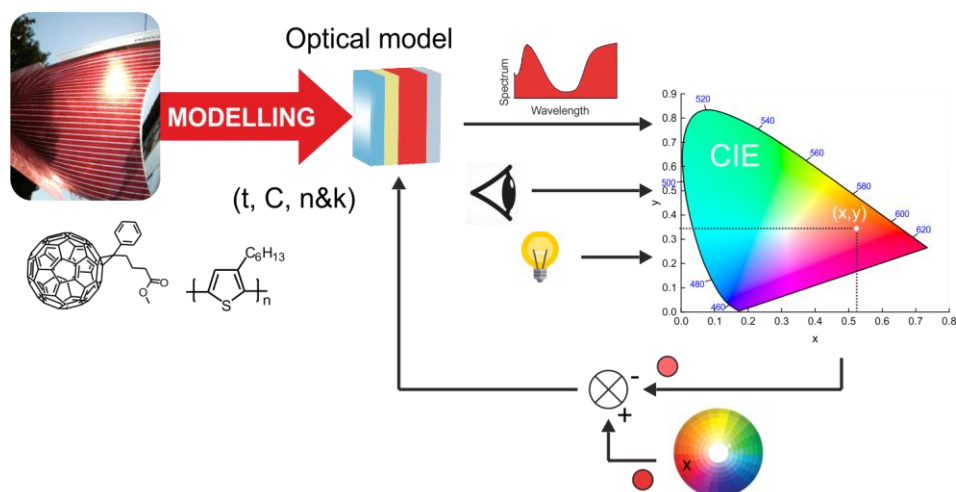 Optical model
MODELLING
(t, C, n&k)
C₆H₁₃
O
O
S
n
Spectrum
Wavelength
CIE
(x,y)
520
540
560
580
600
620
500
480
460
0.9
0.8
0.7
0.6
0.5
0.4
0.3
0.2
0.1
0.0
y
0.0 0.1 0.2 0.3 0.4 0.5 0.6 0.7 0.8
x
-
+
X